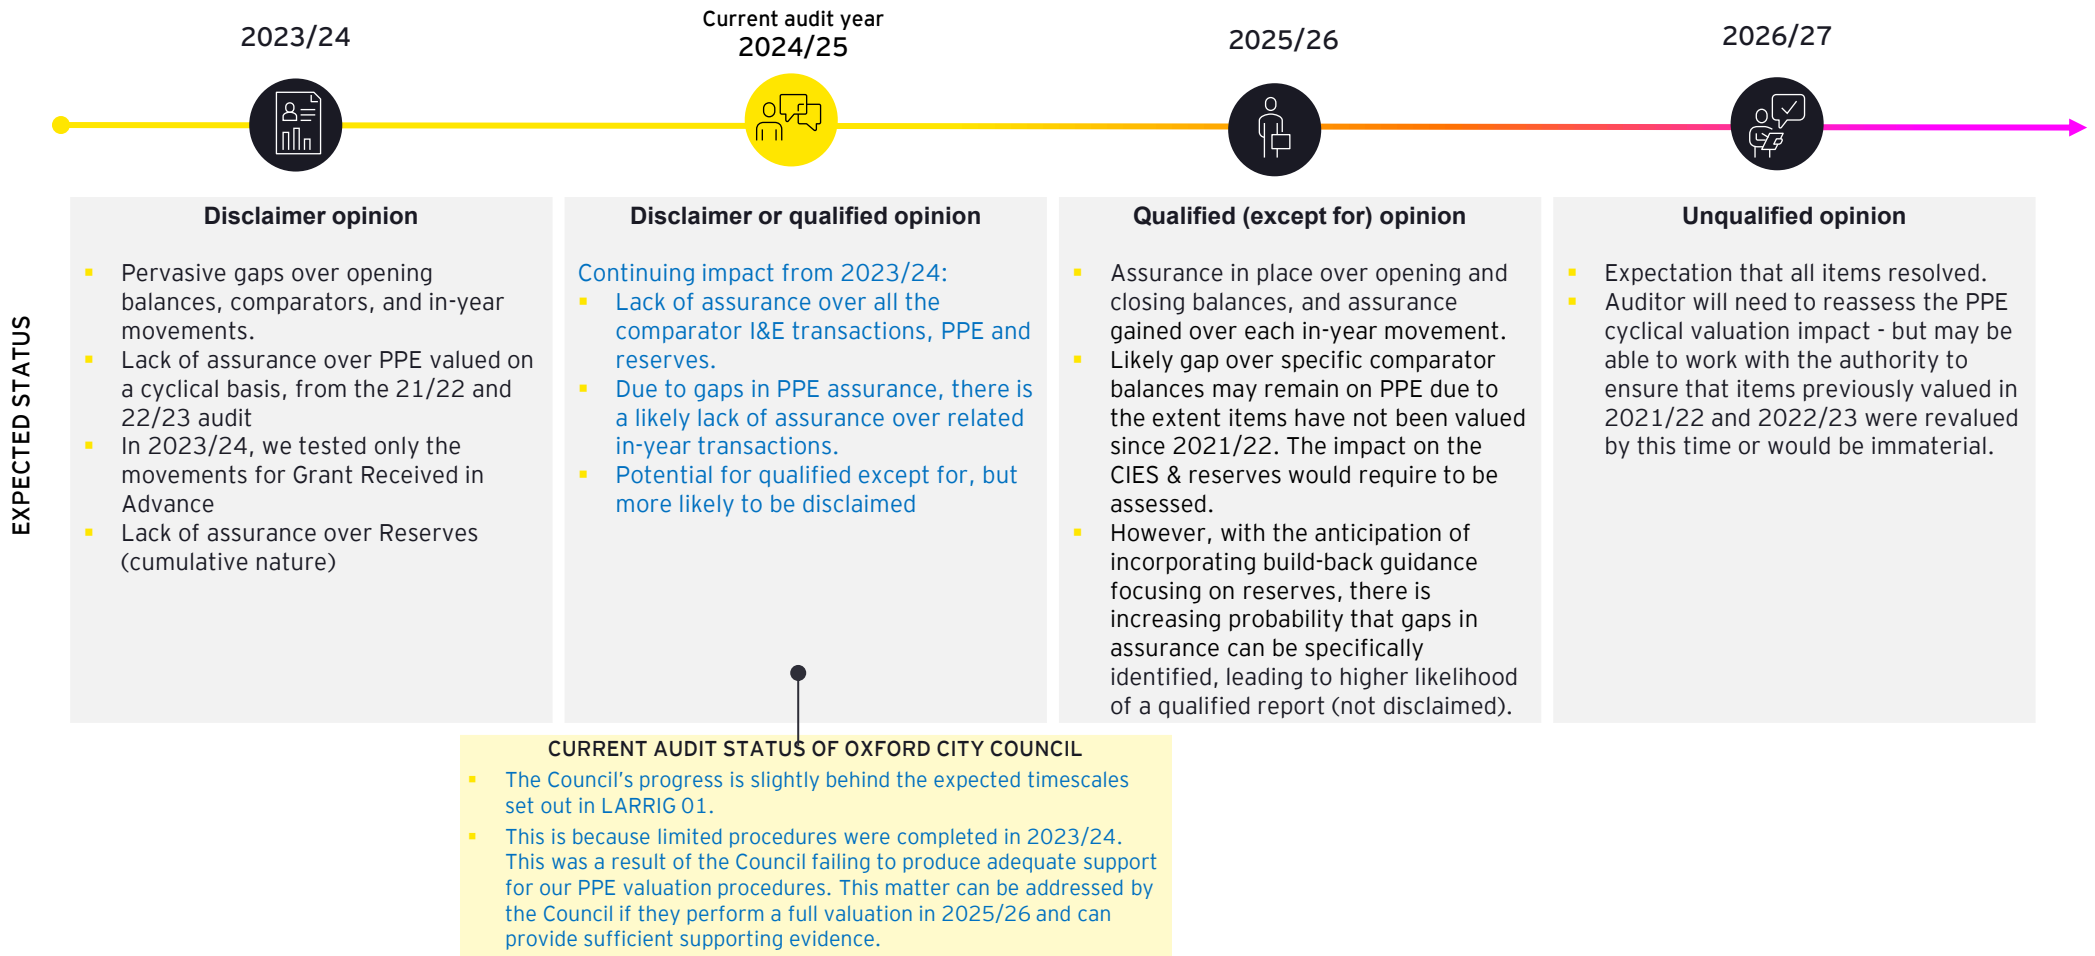 2023/24
Current audit year
2024/25
2025/26
2026/27
EXPECTED STATUS
Disclaimer opinion
▪ Pervasive gaps over opening
balances, comparators, and in-year
movements.
▪ Lack of assurance over PPE valued on
a cyclical basis, from the 21/22 and
22/23 audit
▪ In 2023/24, we tested only the
movements for Grant Received in
Advance
▪ Lack of assurance over Reserves
(cumulative nature)
Disclaimer or qualified opinion
Continuing impact from 2023/24:
▪ Lack of assurance over all the
comparator I&E transactions, PPE and
reserves.
▪ Due to gaps in PPE assurance, there is
a likely lack of assurance over related
in-year transactions.
▪ Potential for qualified except for, but
more likely to be disclaimed
Qualified (except for) opinion
▪ Assurance in place over opening and
closing balances, and assurance
gained over each in-year movement.
▪ Likely gap over specific comparator
balances may remain on PPE due to
the extent items have not been valued
since 2021/22. The impact on the
CIES & reserves would require to be
assessed.
▪ However, with the anticipation of
incorporating build-back guidance
focusing on reserves, there is
increasing probability that gaps in
assurance can be specifically
identified, leading to higher likelihood
of a qualified report (not disclaimed).
Unqualified opinion
▪ Expectation that all items resolved.
▪ Auditor will need to reassess the PPE
cyclical valuation impact - but may be
able to work with the authority to
ensure that items previously valued in
2021/22 and 2022/23 were revalued
by this time or would be immaterial.
CURRENT AUDIT STATUS OF OXFORD CITY COUNCIL
▪ The Council's progress is slightly behind the expected timescales
set out in LARRIG 01.
▪ This is because limited procedures were completed in 2023/24.
This was a result of the Council failing to produce adequate support
for our PPE valuation procedures. This matter can be addressed by
the Council if they perform a full valuation in 2025/26 and can
provide sufficient supporting evidence.